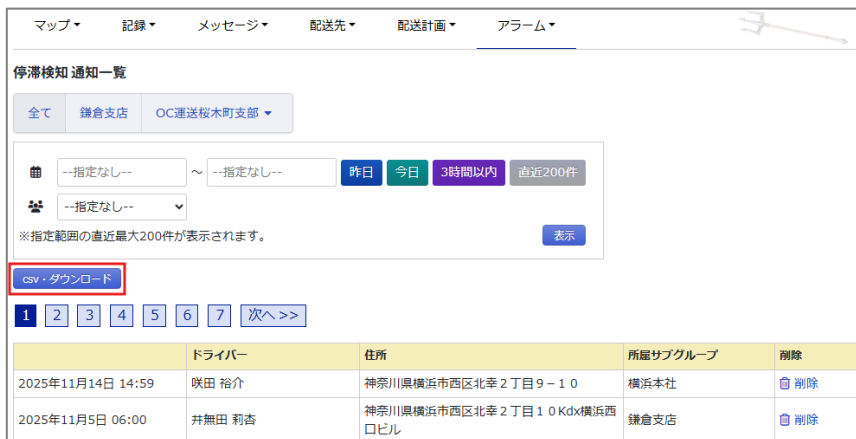 マップ 記録 メッセージ 配送先 配送計画 アラーム
停滞検知 通知一覧
全て 鎌倉支店 OC運送桜木町支部
--指定なし-- ～ --指定なし-- 昨日 今日 3時間以内 直近200件
--指定なし--
※指定範囲の直近最大200件が表示されます。 表示
csv・ダウンロード
1 2 3 4 5 6 7 次へ >>
ドライバー 住所 所属サブグループ 削除
2025年11月14日 14:59 咲田 裕介 神奈川県横浜市西区北幸２丁目９－１０ 横浜本社 削除
2025年11月5日 06:00 井無田 莉杏 神奈川県横浜市西区北幸２丁目１０Kdx横浜西 鎌倉支店 削除
口ビル